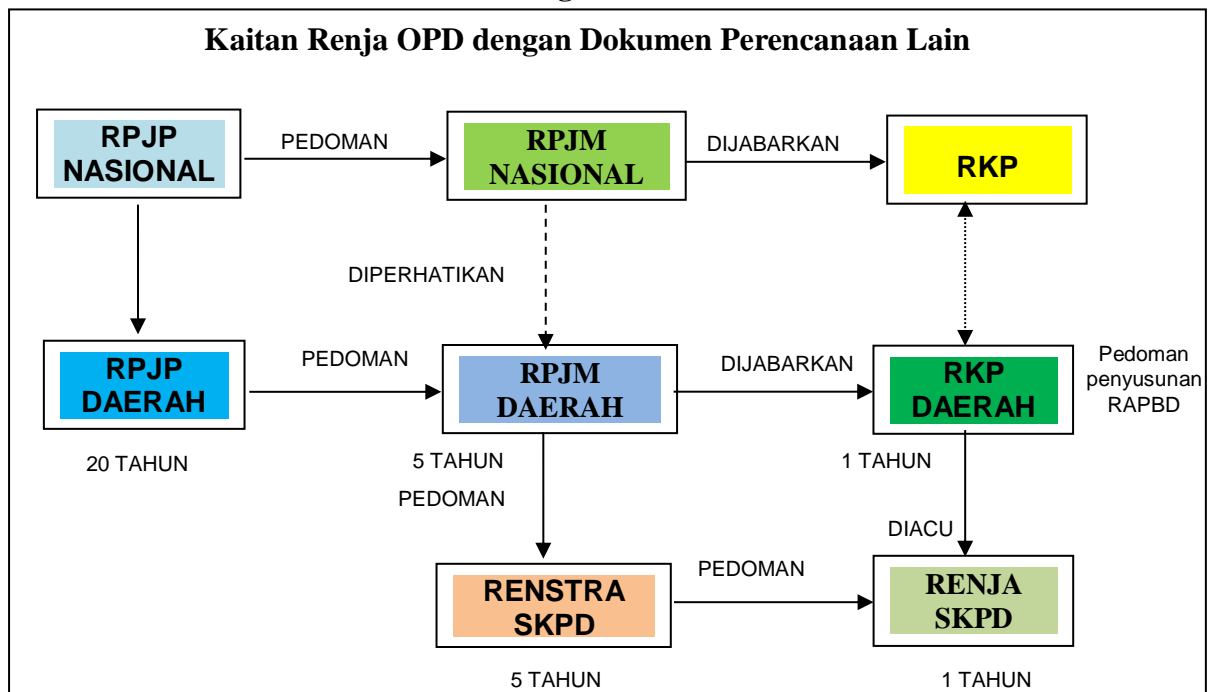 Kaitan Renja OPD dengan Dokumen Perencanaan Lain
RPJP
NASIONAL
PEDOMAN
RPJM
NASIONAL
DIJABARKAN
RKP
DIPERHATIKAN
RPJP
DAERAH
PEDOMAN
RPJM
DAERAH
DIJABARKAN
RKP
DAERAH
Pedoman
penyusunan
RAPBD
20 TAHUN
5 TAHUN
1 TAHUN
PEDOMAN
DIACU
RENSTRA
SKPD
PEDOMAN
RENJA
SKPD
5 TAHUN
1 TAHUN